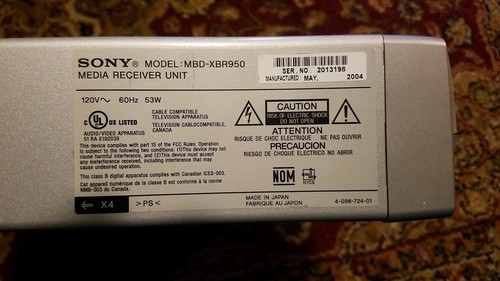 SONY® MODEL:MBD-XBR950
MEDIA RECEIVER UNIT
SER. NO. 2013198
MANUFACTURED: MAY, 2004
120V~ 60Hz 53W
c UL US LISTED
AUDIO/VIDEO APPARATUS
51 RA E192039
CABLE COMPATIBLE
TELEVISION APPARATUS
TELEVISION CABLOCOMPATIBLE,
CANADA
This device complies with part 15 of the FCC Rules. Operation
is subject to the following two conditions: (1)This device may not
cause harmful interference, and (2)This device must accept
any interference received, including interference that may
cause undesired operation.
This class B digital apparatus complies with Canadian ICES-003.
Cet appareil numérique de la classe B est conforme à la norme
NMB-003 du Canada.
CAUTION
RISK OF ELECTRIC SHOCK
DO NOT OPEN
ATTENTION
RISQUE DE CHOC ELECTRIQUE NE PAS OUVRIR
PRECAUCION
RIESGO DE CHOQUE ELECTRICO NO ABRIR
NOM NYCE
X4
>PS<
MADE IN JAPAN
FABRIQUE AU JAPON
4-098-724-01